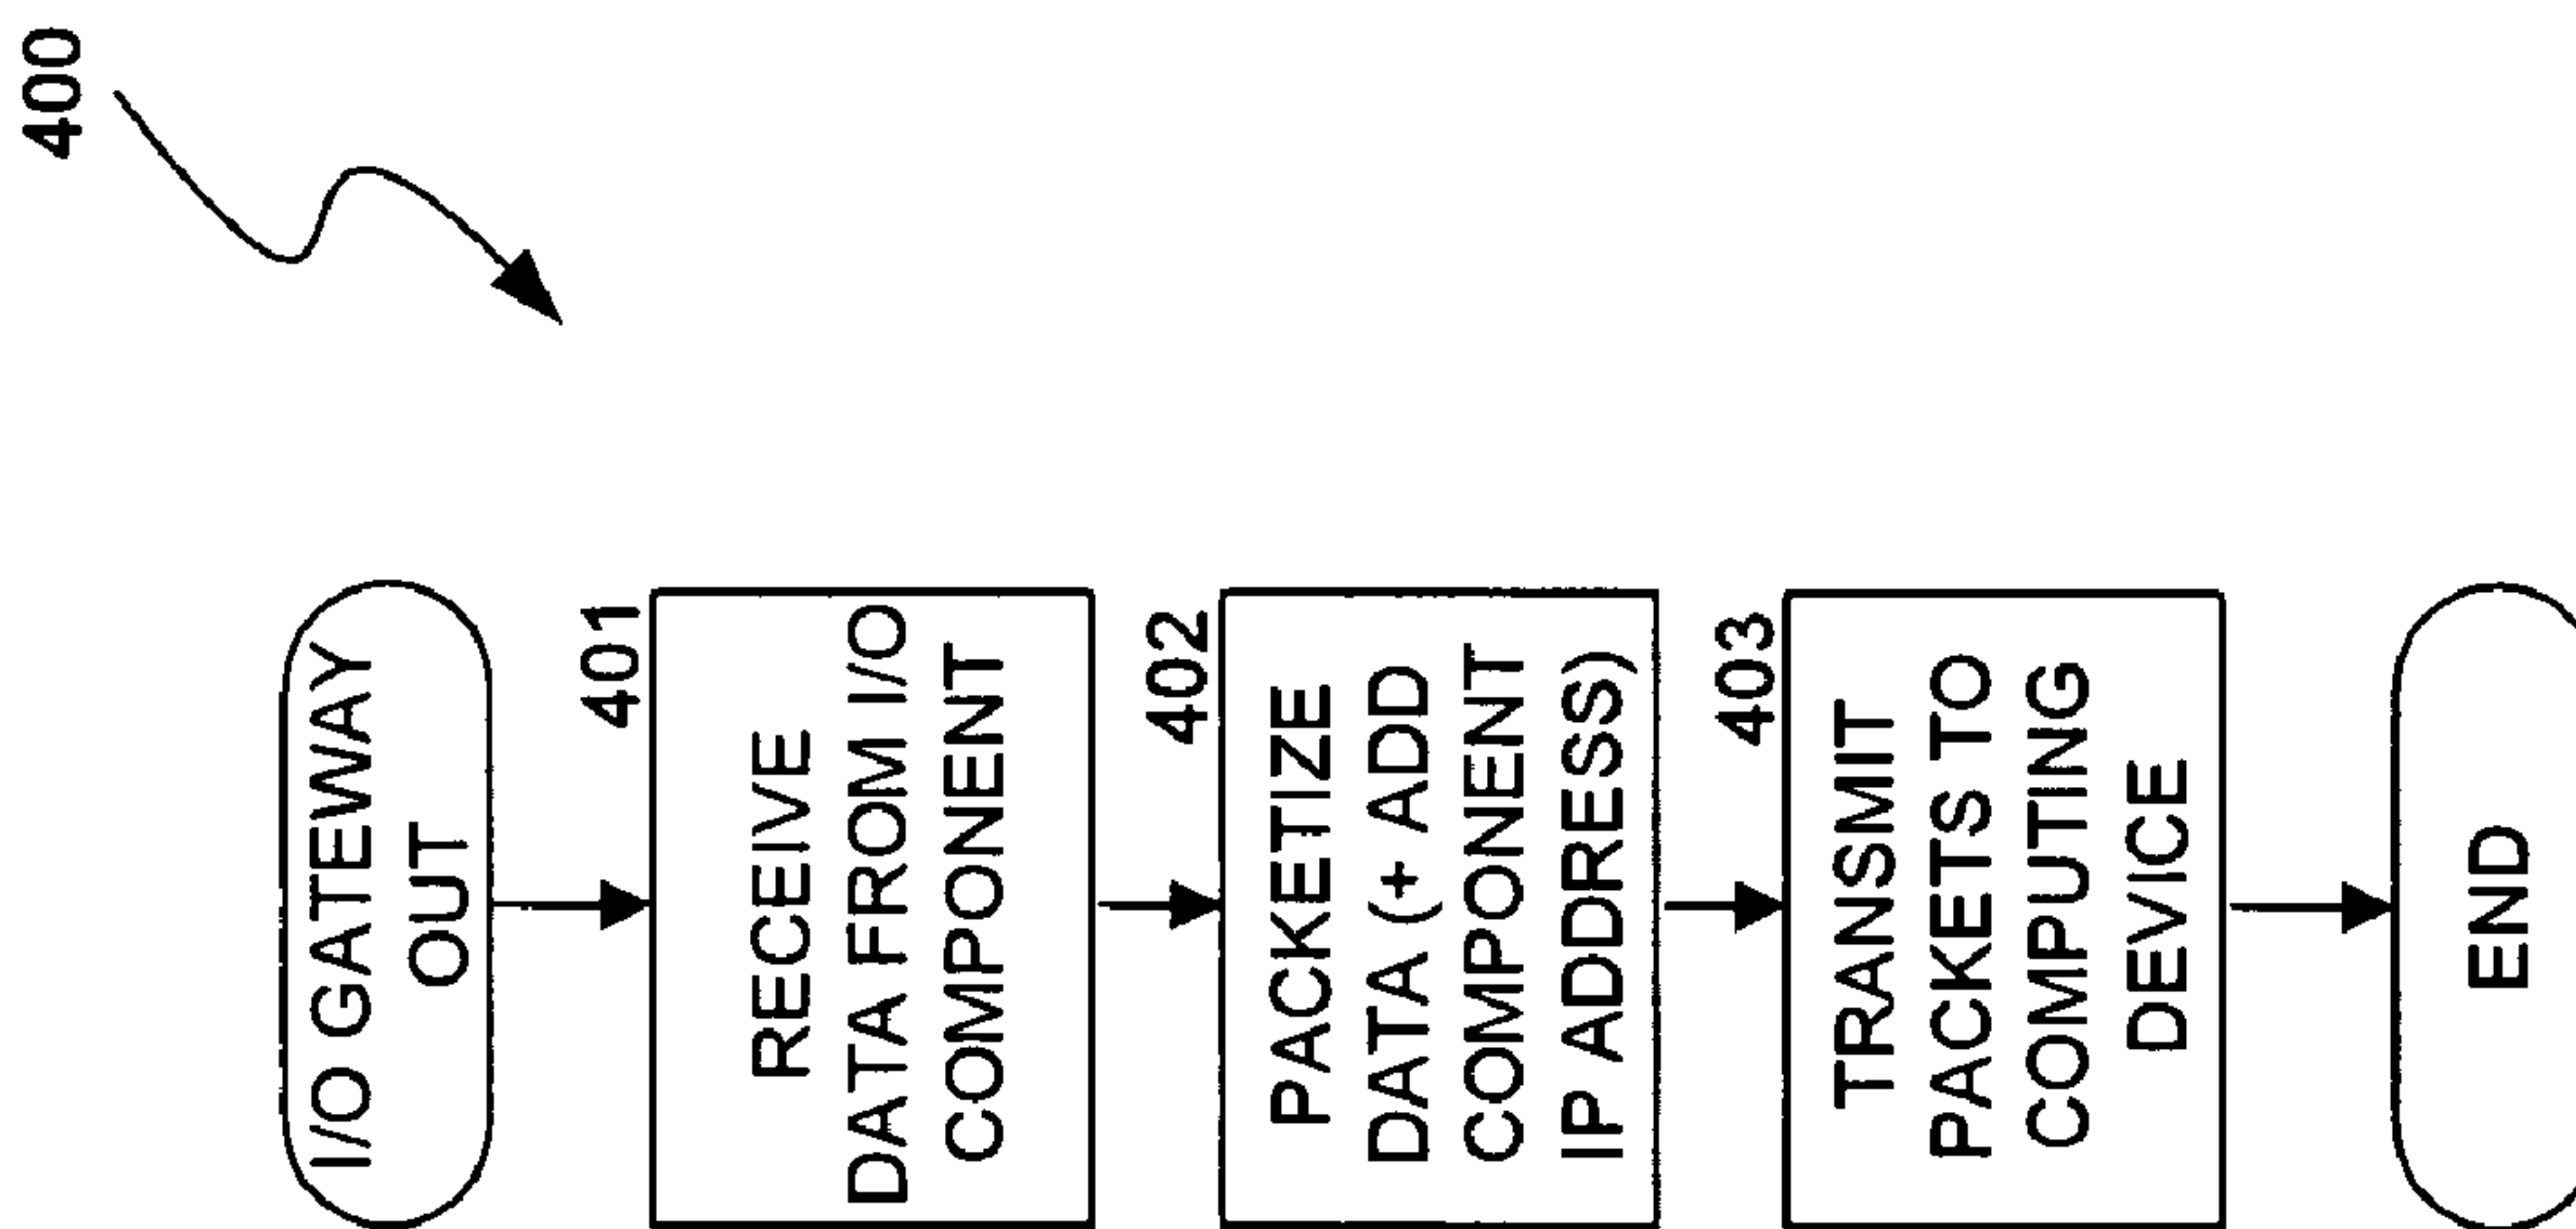 400
I/O GATEWAY
OUT
401
RECEIVE
DATA FROM I/O
COMPONENT
402
PACKETIZE
DATA (+ ADD
COMPONENT
IP ADDRESS)
403
TRANSMIT
PACKETS TO
COMPUTING
DEVICE
END